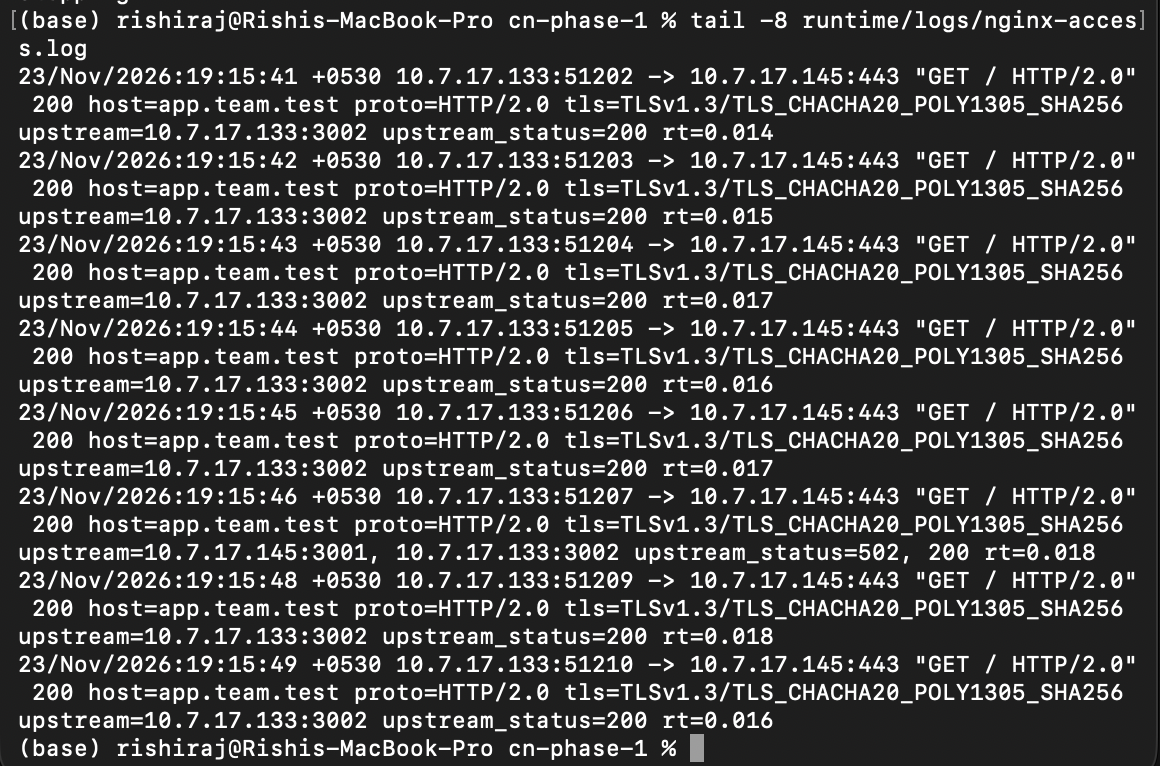 [(base) rishiraj@Rishis-MacBook-Pro cn-phase-1 % tail -8 runtime/logs/nginx-acces]
s.log
23/Nov/2026:19:15:41 +0530 10.7.17.133:51202 -> 10.7.17.145:443 "GET / HTTP/2.0"
 200 host=app.team.test proto=HTTP/2.0 tls=TLSv1.3/TLS_CHACHA20_POLY1305_SHA256
upstream=10.7.17.133:3002 upstream_status=200 rt=0.014
23/Nov/2026:19:15:42 +0530 10.7.17.133:51203 -> 10.7.17.145:443 "GET / HTTP/2.0"
 200 host=app.team.test proto=HTTP/2.0 tls=TLSv1.3/TLS_CHACHA20_POLY1305_SHA256
upstream=10.7.17.133:3002 upstream_status=200 rt=0.015
23/Nov/2026:19:15:43 +0530 10.7.17.133:51204 -> 10.7.17.145:443 "GET / HTTP/2.0"
 200 host=app.team.test proto=HTTP/2.0 tls=TLSv1.3/TLS_CHACHA20_POLY1305_SHA256
upstream=10.7.17.133:3002 upstream_status=200 rt=0.017
23/Nov/2026:19:15:44 +0530 10.7.17.133:51205 -> 10.7.17.145:443 "GET / HTTP/2.0"
 200 host=app.team.test proto=HTTP/2.0 tls=TLSv1.3/TLS_CHACHA20_POLY1305_SHA256
upstream=10.7.17.133:3002 upstream_status=200 rt=0.016
23/Nov/2026:19:15:45 +0530 10.7.17.133:51206 -> 10.7.17.145:443 "GET / HTTP/2.0"
 200 host=app.team.test proto=HTTP/2.0 tls=TLSv1.3/TLS_CHACHA20_POLY1305_SHA256
upstream=10.7.17.133:3002 upstream_status=200 rt=0.017
23/Nov/2026:19:15:46 +0530 10.7.17.133:51207 -> 10.7.17.145:443 "GET / HTTP/2.0"
 200 host=app.team.test proto=HTTP/2.0 tls=TLSv1.3/TLS_CHACHA20_POLY1305_SHA256
upstream=10.7.17.145:3001, 10.7.17.133:3002 upstream_status=502, 200 rt=0.018
23/Nov/2026:19:15:48 +0530 10.7.17.133:51209 -> 10.7.17.145:443 "GET / HTTP/2.0"
 200 host=app.team.test proto=HTTP/2.0 tls=TLSv1.3/TLS_CHACHA20_POLY1305_SHA256
upstream=10.7.17.133:3002 upstream_status=200 rt=0.018
23/Nov/2026:19:15:49 +0530 10.7.17.133:51210 -> 10.7.17.145:443 "GET / HTTP/2.0"
 200 host=app.team.test proto=HTTP/2.0 tls=TLSv1.3/TLS_CHACHA20_POLY1305_SHA256
upstream=10.7.17.133:3002 upstream_status=200 rt=0.016
(base) rishiraj@Rishis-MacBook-Pro cn-phase-1 %